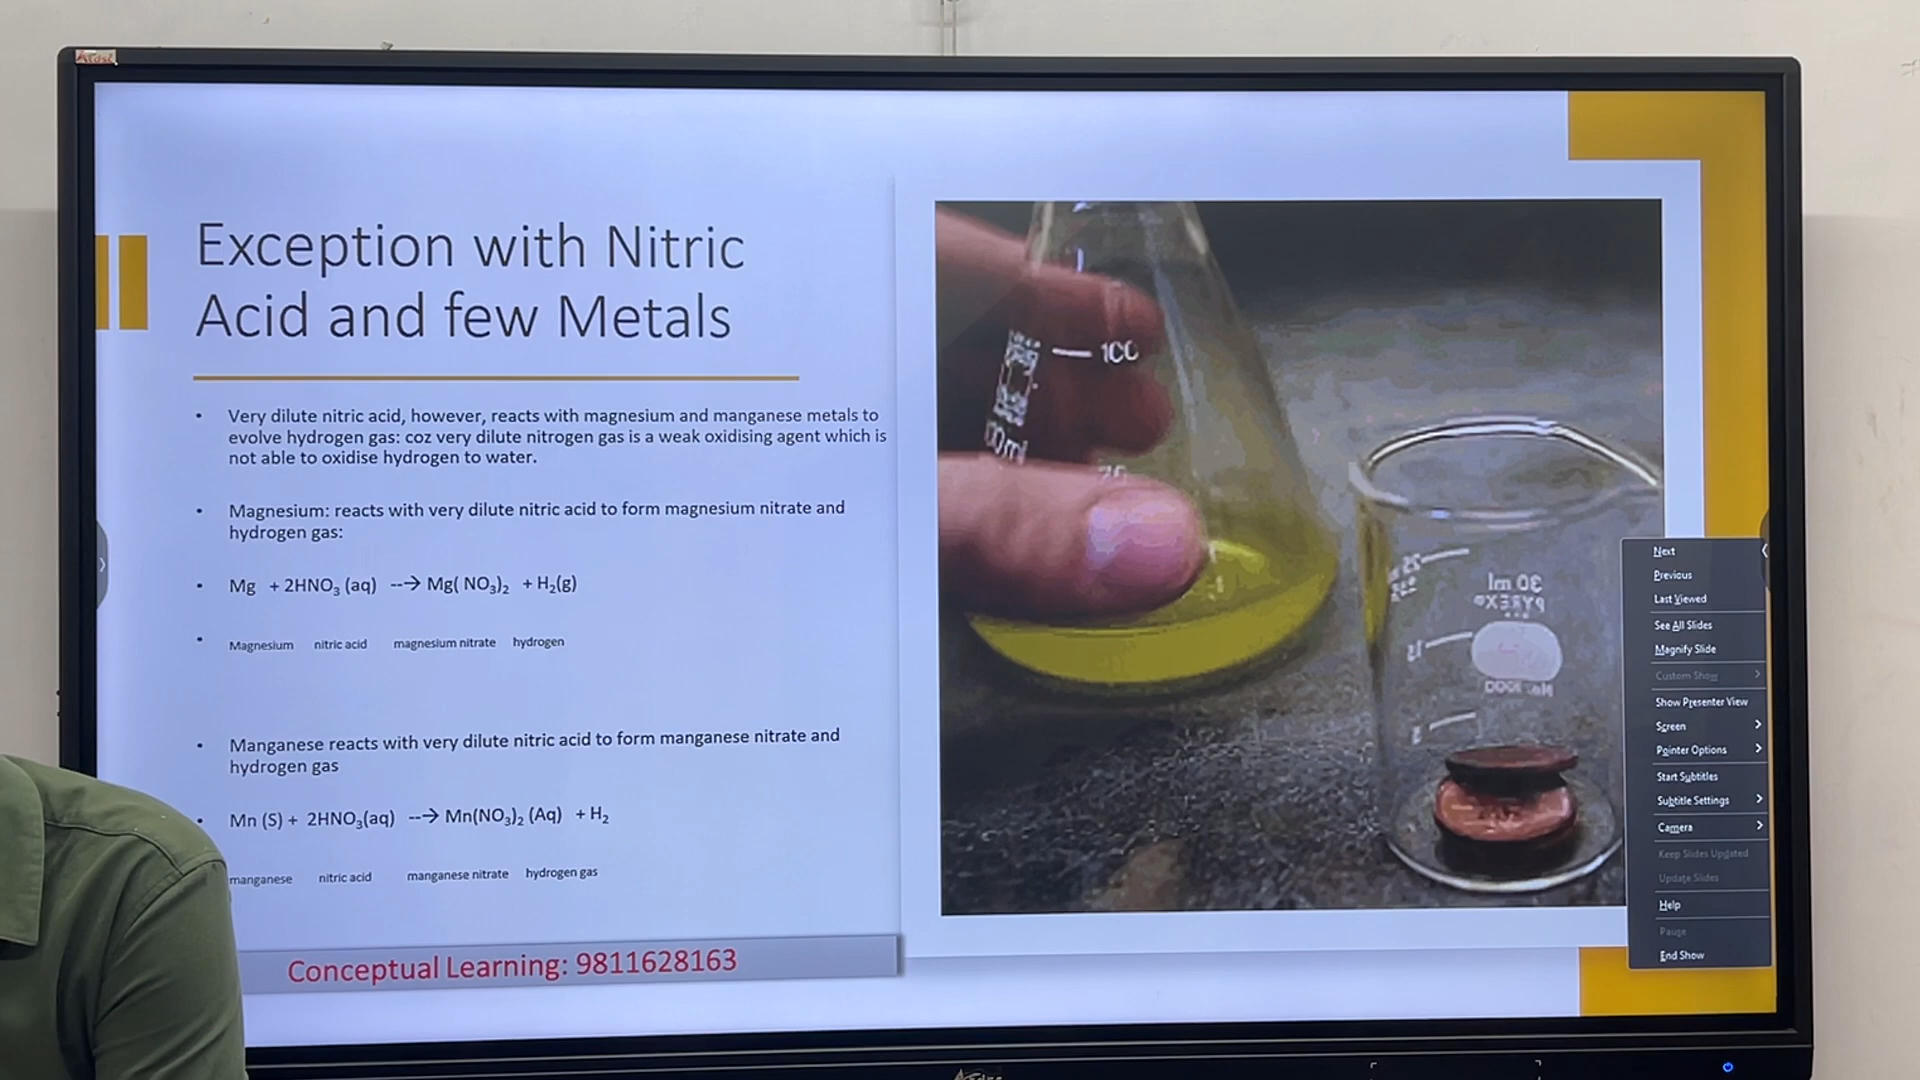 Exception with Nitric
Acid and few Metals
• Very dilute nitric acid, however, reacts with magnesium and manganese metals to
evolve hydrogen gas: coz very dilute nitrogen gas is a weak oxidising agent which is
not able to oxidise hydrogen to water.
• Magnesium: reacts with very dilute nitric acid to form magnesium nitrate and
hydrogen gas:
• Mg + 2HNO₃ (aq) --→ Mg( NO₃)₂ + H₂(g)
• Magnesium nitric acid magnesium nitrate hydrogen
• Manganese reacts with very dilute nitric acid to form manganese nitrate and
hydrogen gas
• Mn (S) + 2HNO₃(aq) --→ Mn(NO₃)₂ (Aq) + H₂
manganese nitric acid manganese nitrate hydrogen gas
Conceptual Learning: 9811628163
100
75
30 ml
PYREX®
Next
Previous
Last Viewed
See All Slides
Magnify Slide
Custom Show
Show Presenter View
Screen
Pointer Options
Start Subtitles
Subtitle Settings
Camera
Keep Slides Updated
Update Slides
Help
Pause
End Show